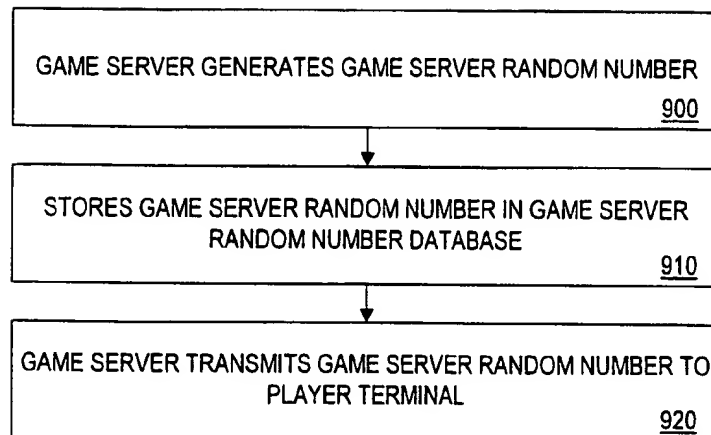 GAME SERVER GENERATES GAME SERVER RANDOM NUMBER
900
STORES GAME SERVER RANDOM NUMBER IN GAME SERVER
RANDOM NUMBER DATABASE
910
GAME SERVER TRANSMITS GAME SERVER RANDOM NUMBER TO
PLAYER TERMINAL
920